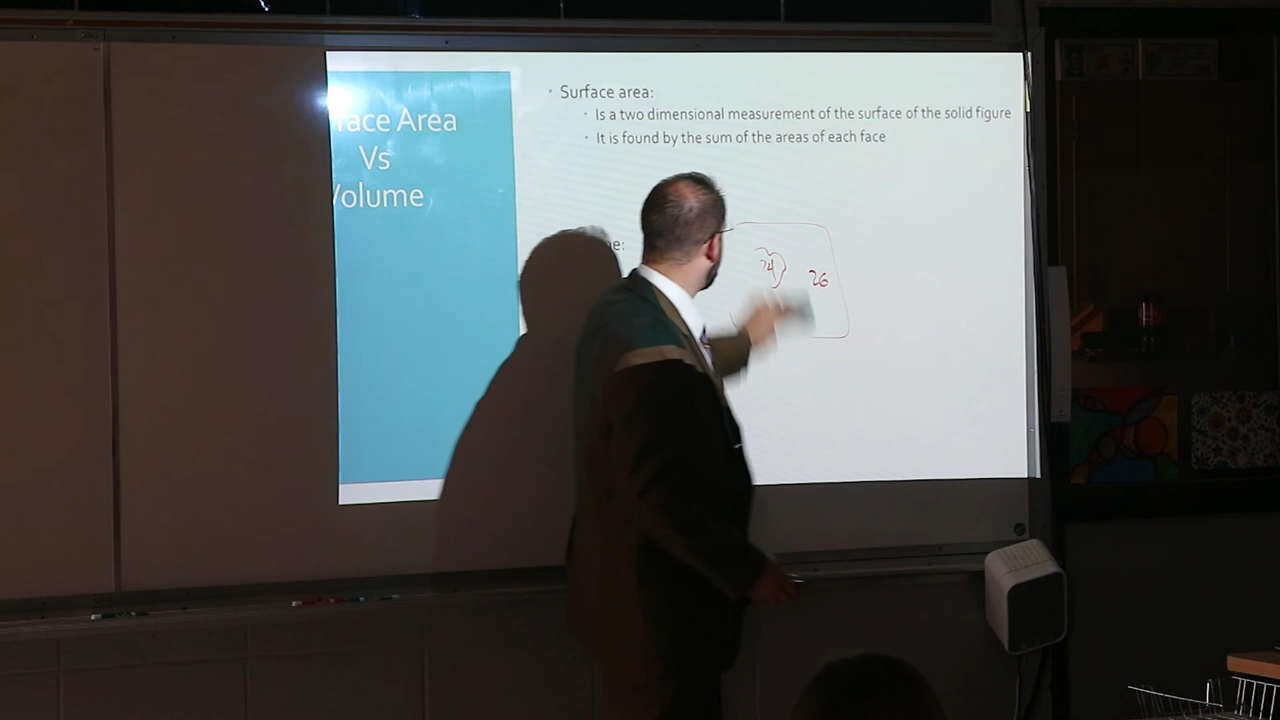 face Area
Vs
Volume
Surface area:
Is a two dimensional measurement of the surface of the solid figure
It is found by the sum of the areas of each face
26